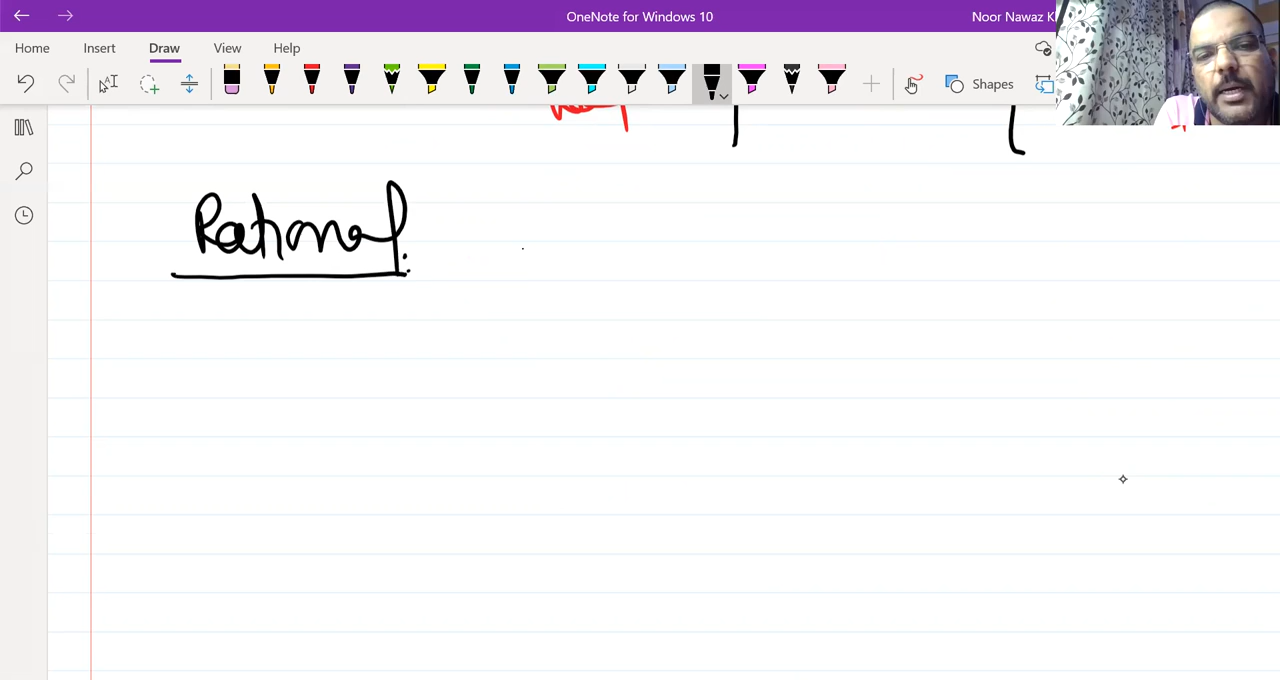 OneNote for Windows 10
Noor Nawaz K
Home Insert Draw View Help
Shapes
Rational